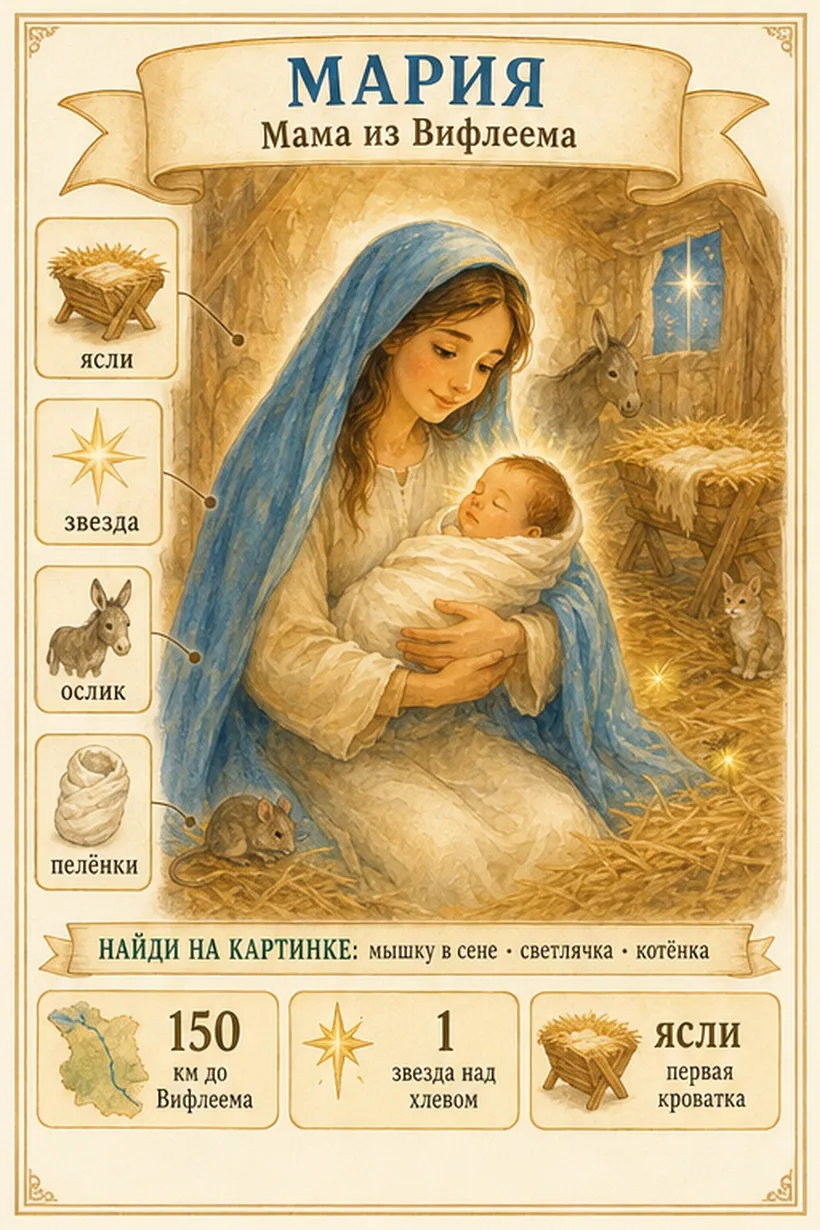 МАРИЯ
Мама из Вифлеема
ясли
звезда
ослик
пелёнки
НАЙДИ НА КАРТИНКЕ: мышку в сене · светлячка · котёнка
150
км до
Вифлеема
1
звезда над
хлевом
ясли
первая
кроватка